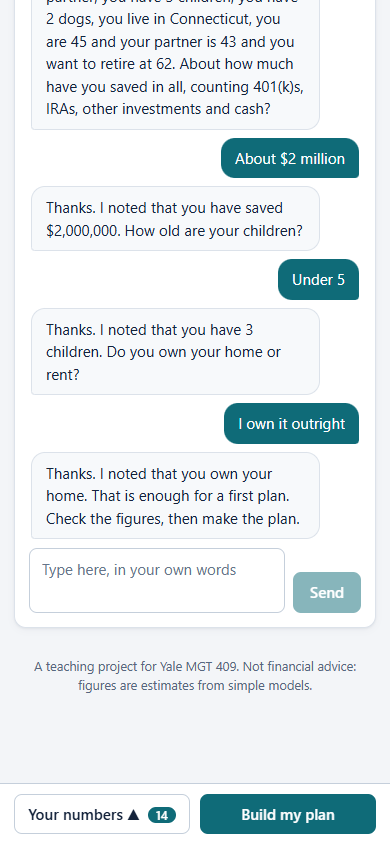 2 dogs, you live in Connecticut, you
are 45 and your partner is 43 and you
want to retire at 62. About how much
have you saved in all, counting 401(k)s,
IRAs, other investments and cash?
About $2 million
Thanks. I noted that you have saved
$2,000,000. How old are your children?
Under 5
Thanks. I noted that you have 3
children. Do you own your home or
rent?
I own it outright
Thanks. I noted that you own your
home. That is enough for a first plan.
Check the figures, then make the plan.
Type here, in your own words
Send
A teaching project for Yale MGT 409. Not financial advice:
figures are estimates from simple models.
Your numbers ▲ 14
Build my plan